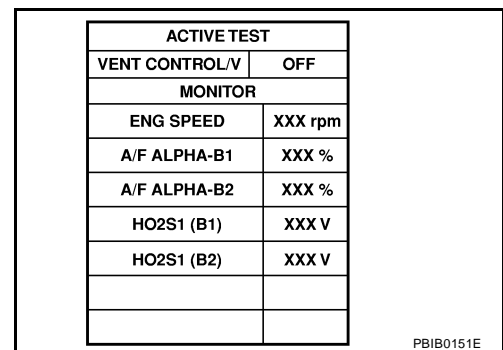 ACTIVE TEST
VENT CONTROL/V OFF
MONITOR
ENG SPEED XXX rpm
A/F ALPHA-B1 XXX %
A/F ALPHA-B2 XXX %
HO2S1 (B1) XXX V
HO2S1 (B2) XXX V
PBIB0151E